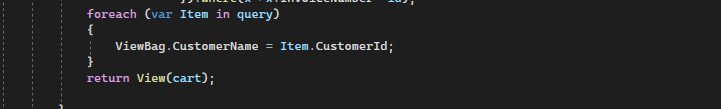 foreach (var Item in query)
{
ViewBag.CustomerName = Item.CustomerId;
}
return View(cart);